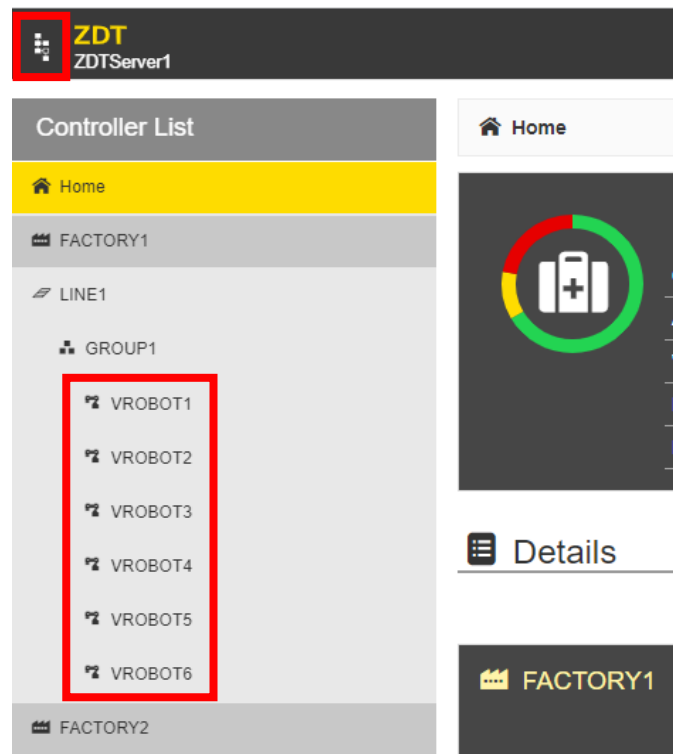 ZDT
ZDTServer1
Controller List
Home
FACTORY1
LINE1
GROUP1
VROBOT1
VROBOT2
VROBOT3
VROBOT4
VROBOT5
VROBOT6
FACTORY2
Home
Details
FACTORY1